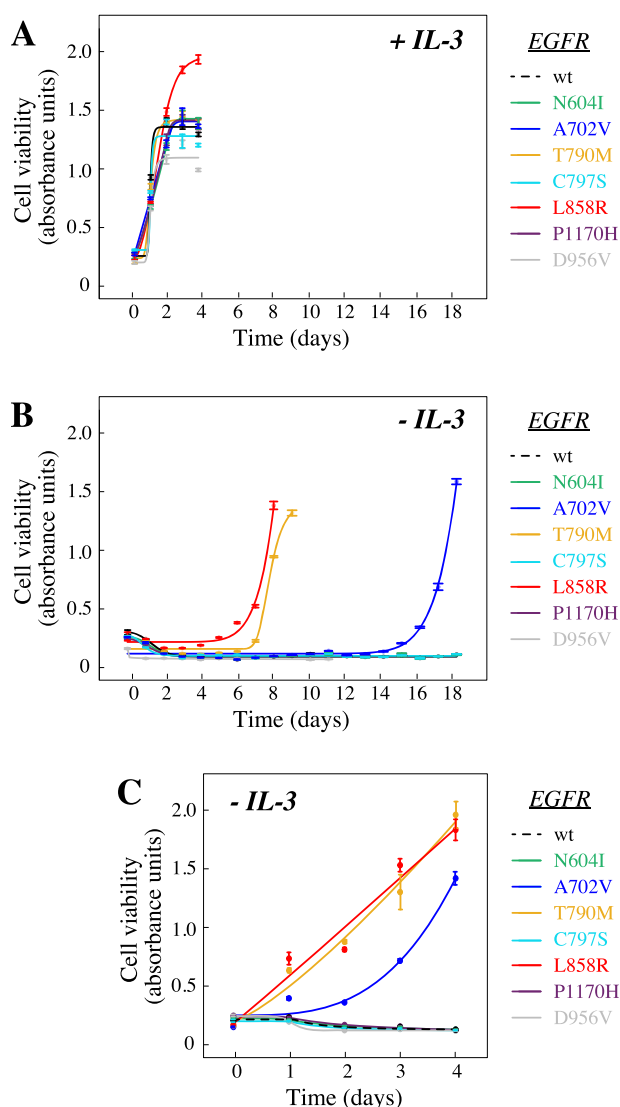 A
+ IL-3
Cell viability
(absorbance units)
2.0
1.5
1.0
0.5
0
0 2 4 6 8 10 12 14 16 18
Time (days)
EGFR
wt
N604I
A702V
T790M
C797S
L858R
P1170H
D956V
B
- IL-3
Cell viability
(absorbance units)
2.0
1.5
1.0
0.5
0
0 2 4 6 8 10 12 14 16 18
Time (days)
EGFR
wt
N604I
A702V
T790M
C797S
L858R
P1170H
D956V
C
- IL-3
Cell viability
(absorbance units)
2.0
1.5
1.0
0.5
0
0 1 2 3 4
Time (days)
EGFR
wt
N604I
A702V
T790M
C797S
L858R
P1170H
D956V